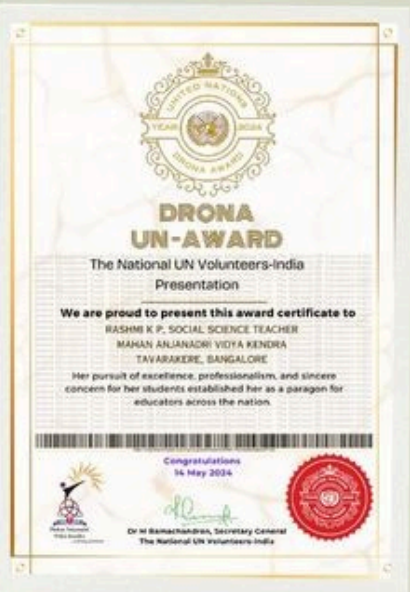 UNITED NATIONS
YEAR 2024
DRONA AWARD
DRONA
UN-AWARD
The National UN Volunteers-India
Presentation
We are proud to present this award certificate to
RASHMI K P, SOCIAL SCIENCE TEACHER
MAHAN ANJANADRI VIDYA KENDRA
TAVARAKERE, BANGALORE
Her pursuit of excellence, professionalism, and sincere
concern for her students established her as a paragon for
educators across the nation.
Congratulations
14 May 2024
Dr M Ramachandran, Secretary General
The National UN Volunteers-India